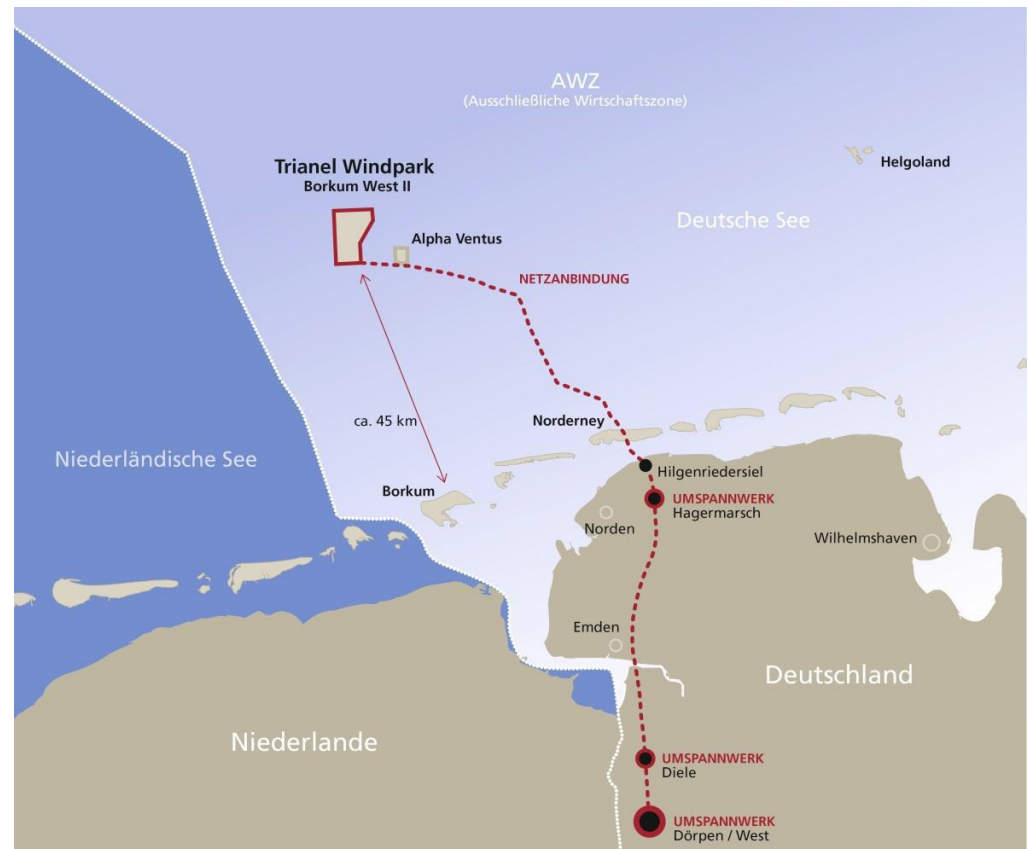 AWZ
(Ausschließliche Wirtschaftszone)
Trianel Windpark
Borkum West II
Helgoland
Alpha Ventus
Deutsche See
NETZANBINDUNG
ca. 45 km
Norderney
Niederländische See
Borkum
Hilgenriedersiel
UMSPANNWERK
Hagermarsch
Norden
Wilhelmshaven
Emden
Deutschland
Niederlande
UMSPANNWERK
Diele
UMSPANNWERK
Dörpen / West